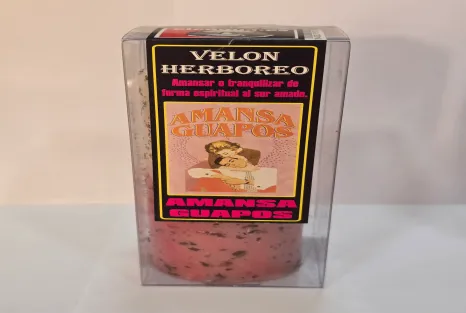 VELON
HERBOREO
Amansar o tranquilizar de
forma espiritual al ser amado.
AMANSA
GUAPOS
AMANSA
GUAPOS